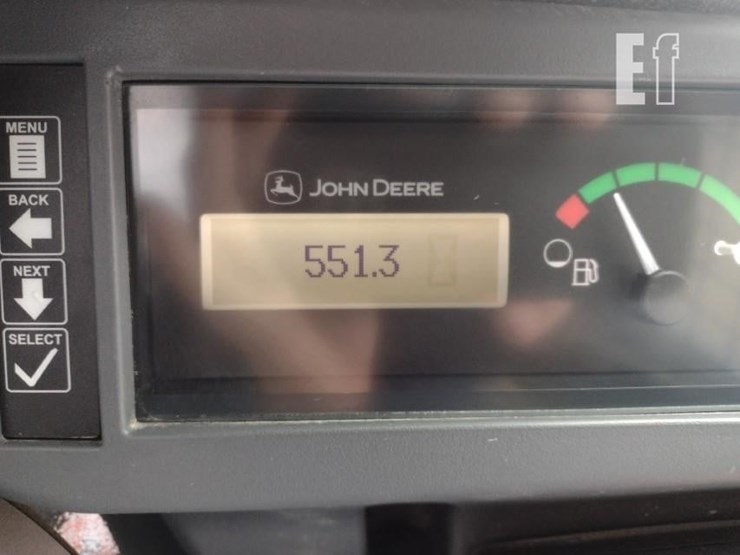 Ef
MENU
BACK
NEXT
SELECT
JOHN DEERE
551.3